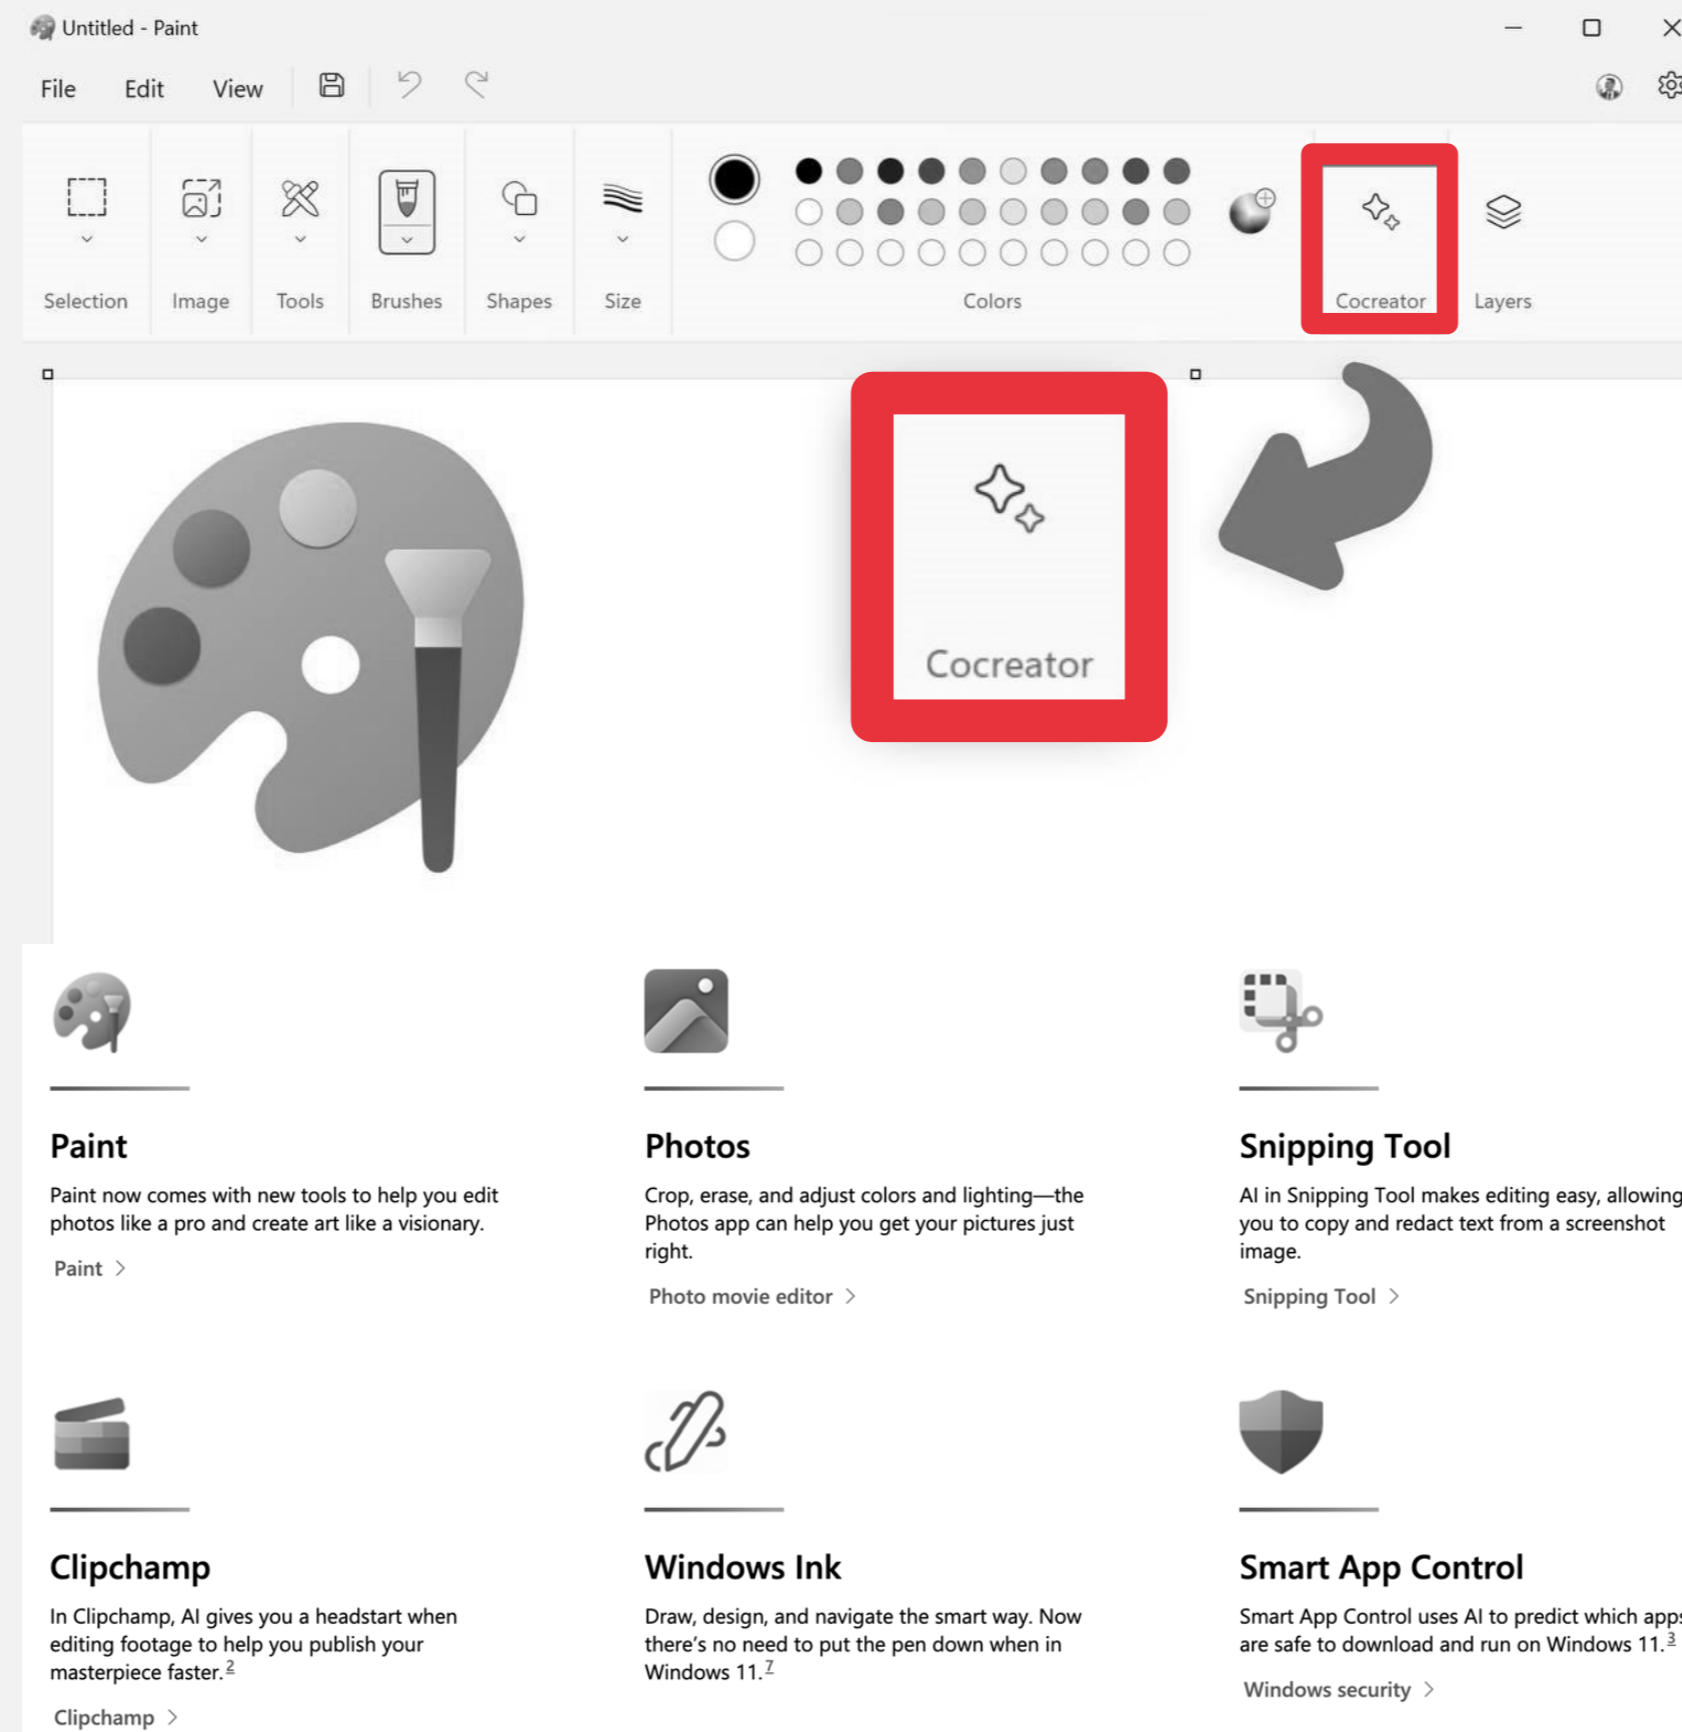 Untitled - Paint
File Edit View
Selection Image Tools Brushes Shapes Size Colors Cocreator Layers
Cocreator
Paint
Paint now comes with new tools to help you edit
photos like a pro and create art like a visionary.
Paint
Photos
Crop, erase, and adjust colors and lighting—the
Photos app can help you get your pictures just
right.
Photo movie editor
Snipping Tool
AI in Snipping Tool makes editing easy, allowing
you to copy and redact text from a screenshot
image.
Snipping Tool
Clipchamp
In Clipchamp, AI gives you a headstart when
editing footage to help you publish your
masterpiece faster.2
Clipchamp
Windows Ink
Draw, design, and navigate the smart way. Now
there's no need to put the pen down when in
Windows 11.7
Smart App Control
Smart App Control uses AI to predict which apps
are safe to download and run on Windows 11.3
Windows security